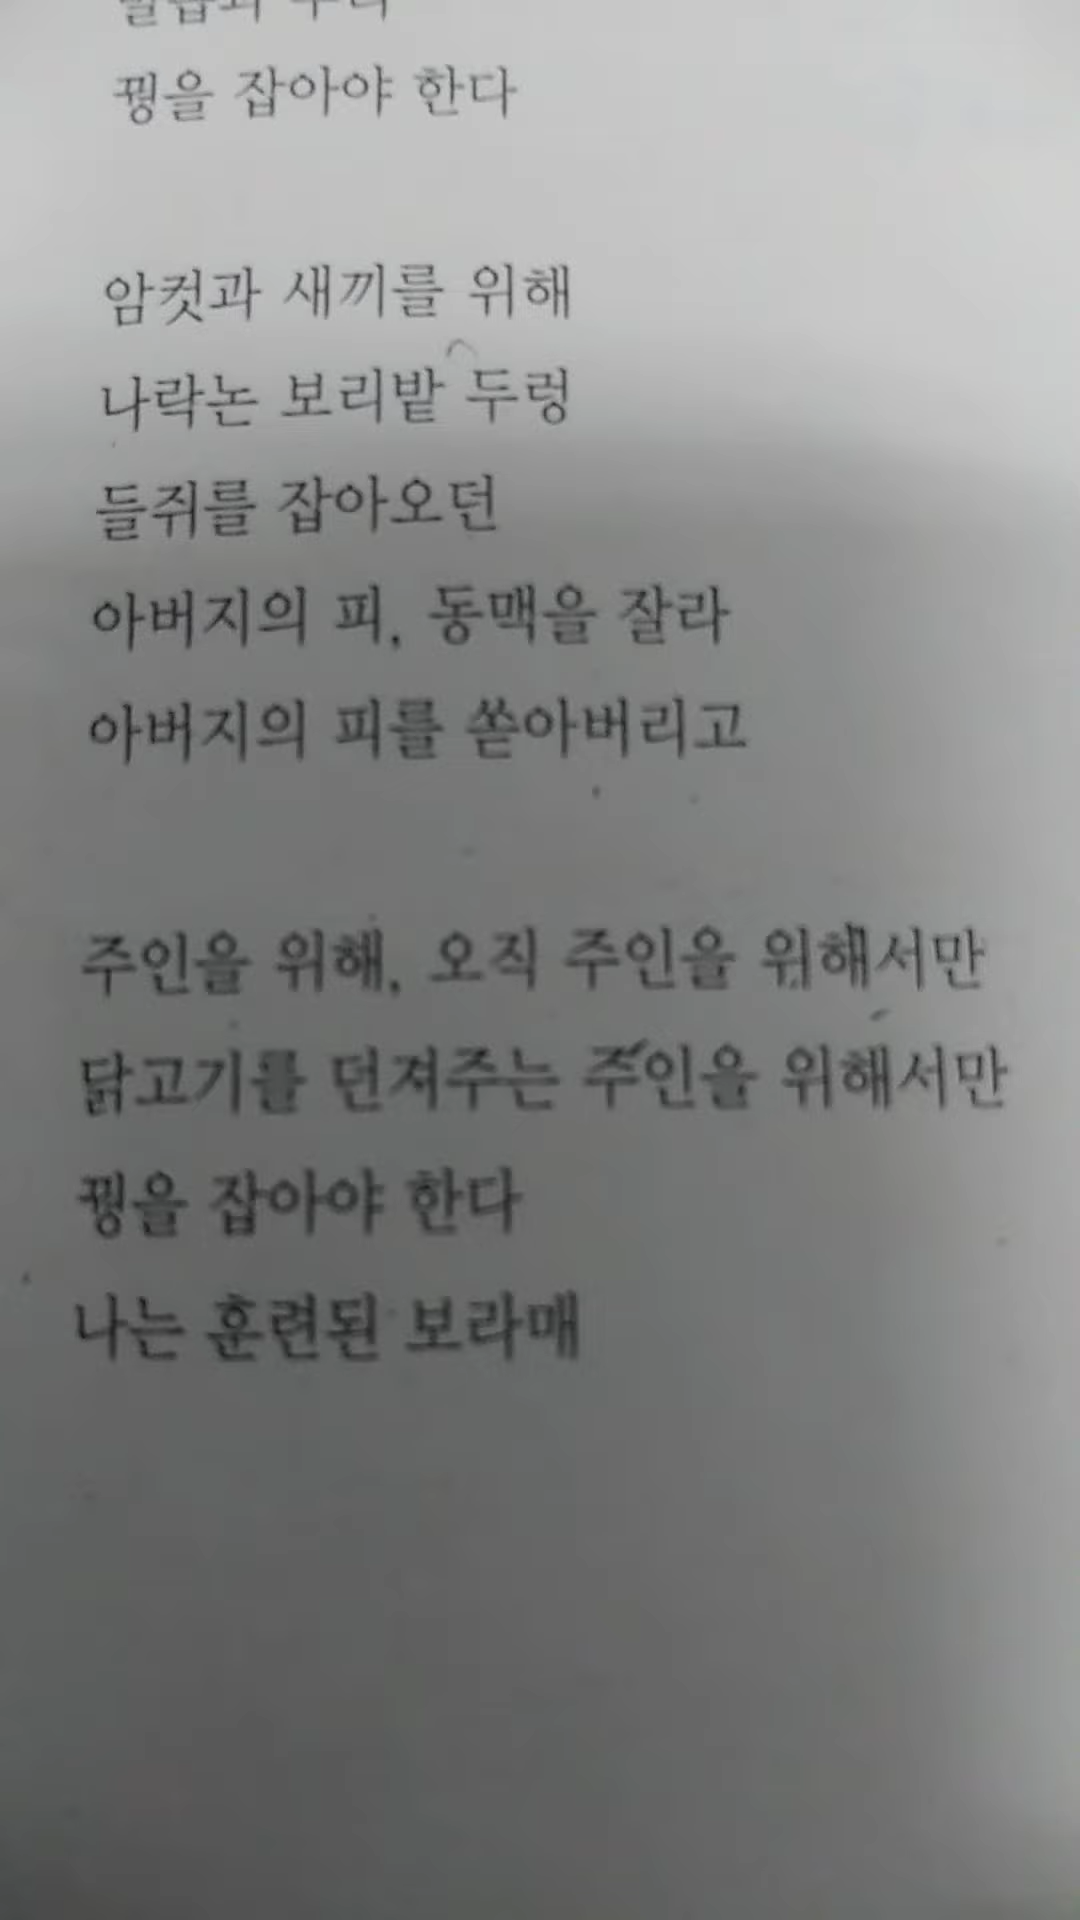 꿩을 잡아야 한다
암컷과 새끼를 위해
나락논 보리밭 두렁
들쥐를 잡아오던
아버지의 피, 동맥을 잘라
아버지의 피를 쏟아버리고
주인을 위해, 오직 주인을 위해서만
닭고기를 던져주는 주인을 위해서만
꿩을 잡아야 한다
나는 훈련된 보라매